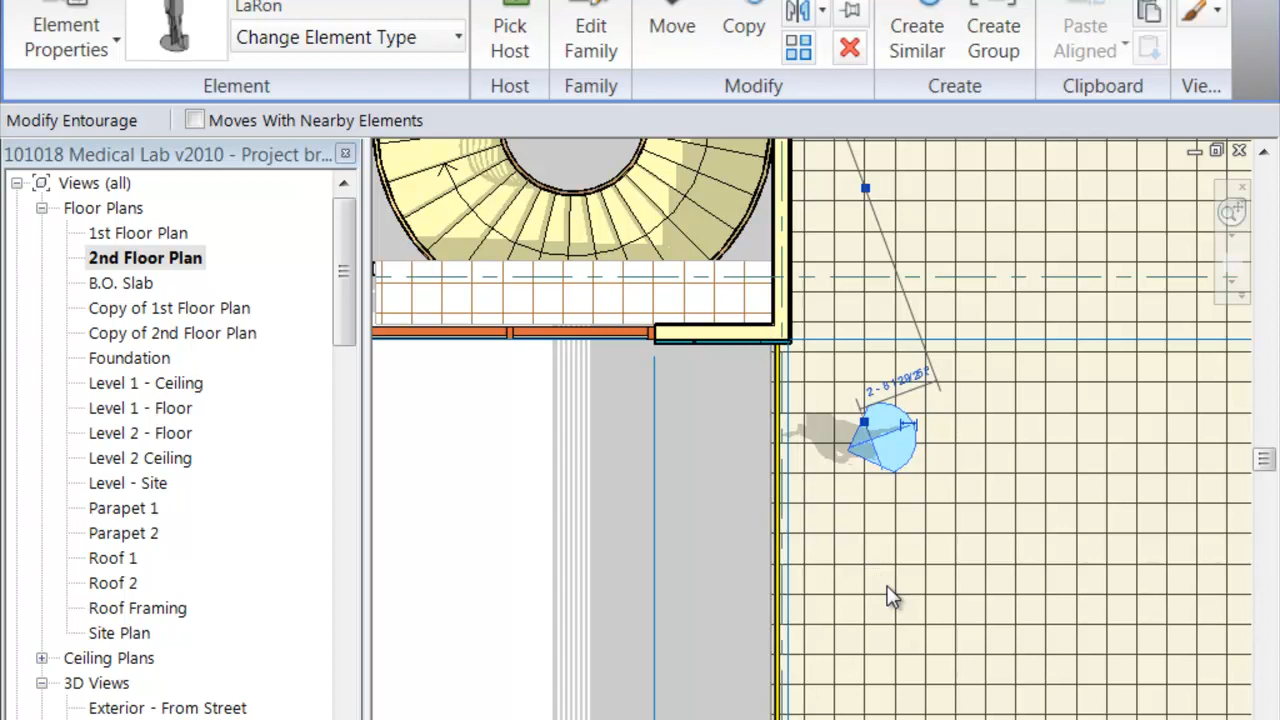 LaRon
Element Properties
Change Element Type
Pick Host
Edit Family
Move
Copy
Create Similar
Create Group
Paste Aligned
Element
Host
Family
Modify
Create
Clipboard
Vie...
Modify Entourage
Moves With Nearby Elements
101018 Medical Lab v2010 - Project br...
Views (all)
Floor Plans
1st Floor Plan
2nd Floor Plan
B.O. Slab
Copy of 1st Floor Plan
Copy of 2nd Floor Plan
Foundation
Level 1 - Ceiling
Level 1 - Floor
Level 2 - Floor
Level 2 Ceiling
Level - Site
Parapet 1
Parapet 2
Roof 1
Roof 2
Roof Framing
Site Plan
Ceiling Plans
3D Views
Exterior - From Street